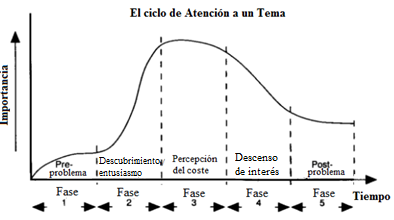 El ciclo de Atención a un Tema
Importancia
Pre-
problema
Descubrimiento
entusiasmo
Percepción
del coste
Descenso
de interés
Post-
problema
Tiempo
Fase
1
Fase
2
Fase
3
Fase
4
Fase
5